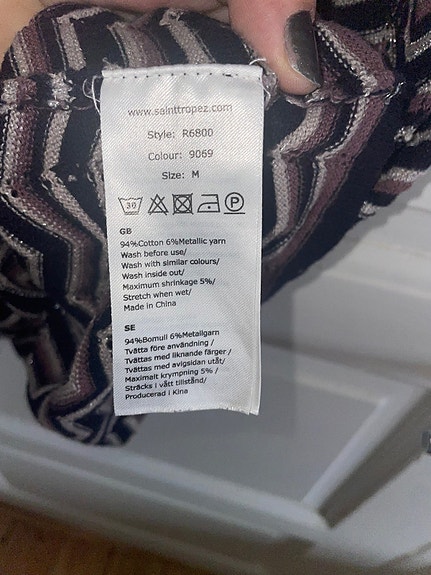 www.sainttropez.com
Style: R6800
Colour: 9069
Size: M
30 P
GB
94%Cotton 6%Metallic yarn
Wash before use/
Wash with similar colours/
Wash inside out/
Maximum shrinkage 5%/
Stretch when wet/
Made in China
SE
94%Bomull 6%Metallgarn
Tvätta före användning /
Tvättas med liknande färger /
Tvättas med avigsidan utåt/
Maximalt krympning 5% /
Sträcks i vått tillstånd/
Producerad i Kina